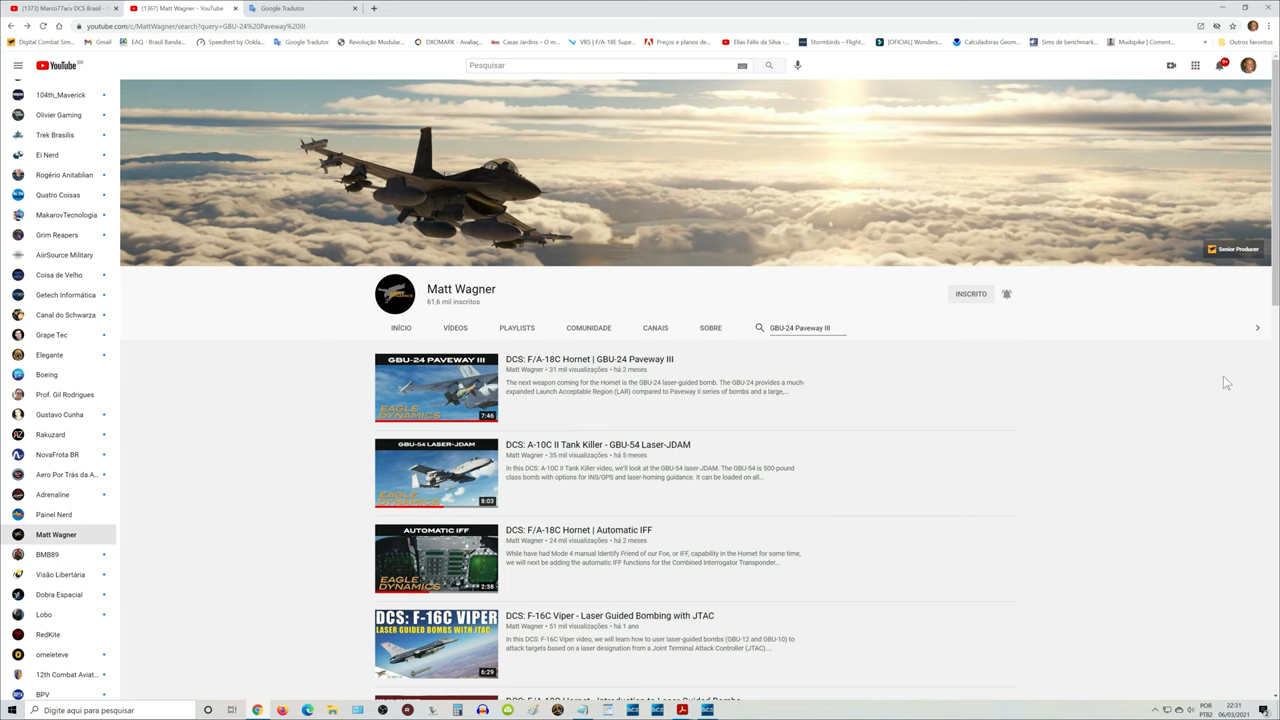 (1373) Marco77acv DCS Brasil -
(1367) Matt Wagner - YouTube
Google Tradutor
youtube.com/c/MattWagner/search?query=GBU-24%20Paveway%20III
Digital Combat Sim...
Gmail
EAQ - Brasil Banda...
Speedtest by Ookla...
Google Tradutor
Revolução Modular...
DXOMARK - Avaliaç...
Casas Jardins – O m...
VRS | F/A-18E Supe...
Preços e planos de...
Elias Félix da Silva -...
Stormbirds – Flight...
[OFICIAL] Wonders...
Calculadoras Geom...
Sims de benchmark...
Mudspike | Coment...
Outros favoritos
YouTube BR
Pesquisar
9+
104th_Maverick
Olivier Gaming
Trek Brasilis
Ei Nerd
Rogério Anitablian
Quatro Coisas
MakarovTecnologia
Grim Reapers
AiirSource Military
Coisa de Velho
Getech Informática
Canal do Schwarza
Grape Tec
Elegante
Boeing
Prof. Gil Rodrigues
Gustavo Cunha
Rakuzard
NovaFrota BR
Aero Por Trás da A...
Adrenaline
Painel Nerd
Matt Wagner
BMB89
Visão Libertária
Dobra Espacial
Lobo
RedKite
omeleteve
12th Combat Aviat...
BPV
Senior Producer
Matt Wagner
61,6 mil inscritos
INSCRITO
INÍCIO
VÍDEOS
PLAYLISTS
COMUNIDADE
CANAIS
SOBRE
GBU-24 Paveway III
GBU-24 PAVEWAY III
EAGLE DYNAMICS
7:46
DCS: F/A-18C Hornet | GBU-24 Paveway III
Matt Wagner • 31 mil visualizações • há 2 meses
The next weapon coming for the Hornet is the GBU-24 laser-guided bomb. The GBU-24 provides a much-
expanded Launch Acceptable Region (LAR) compared to Paveway II series of bombs and a large,...
GBU-54 LASER-JDAM
EAGLE DYNAMICS
8:03
DCS: A-10C II Tank Killer - GBU-54 Laser-JDAM
Matt Wagner • 35 mil visualizações • há 5 meses
In this DCS: A-10C II Tank Killer video, we'll look at the GBU-54 laser-JDAM. The GBU-54 is 500-pound
class bomb with options for INS/GPS and laser-homing guidance. It can be loaded on all...
AUTOMATIC IFF
EAGLE DYNAMICS
2:38
DCS: F/A-18C Hornet | Automatic IFF
Matt Wagner • 24 mil visualizações • há 2 meses
While have had Mode 4 manual Identify Friend of our Foe, or IFF, capability in the Hornet for some time,
we will next be adding the automatic IFF functions for the Combined Interrogator Transponder...
DCS: F-16C VIPER
LASER GUIDED BOMBS WITH JTAC
6:29
DCS: F-16C Viper - Laser Guided Bombing with JTAC
Matt Wagner • 51 mil visualizações • há 1 ano
In this DCS: F-16C Viper video, we will learn how to user laser-guided bombs (GBU-12 and GBU-10) to
attack targets based on a laser designation from a Joint Terminal Attack Controller (JTAC)....
Digite aqui para pesquisar
POR
PTB2
22:31
06/03/2021